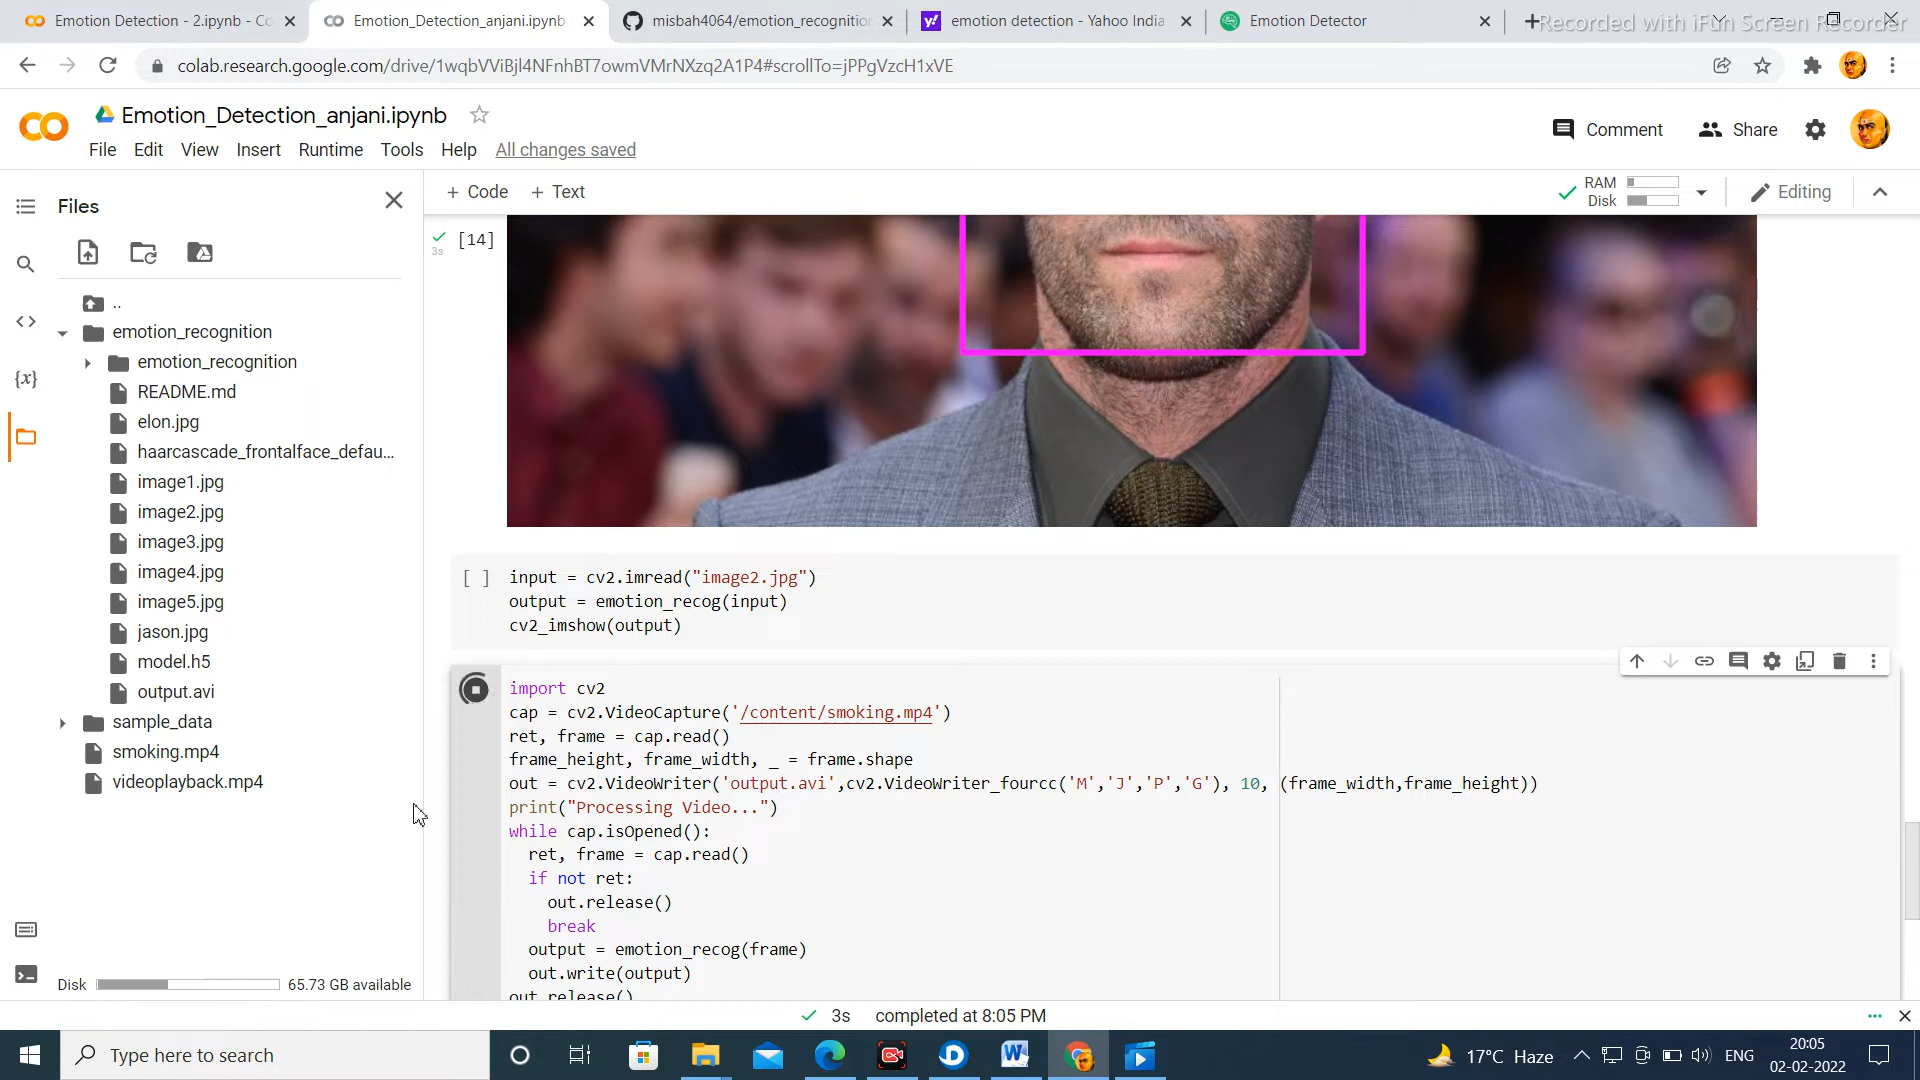 Emotion Detection - 2.ipynb - Co
Emotion_Detection_anjani.ipynb
misbah4064/emotion_recognition
emotion detection - Yahoo India
Emotion Detector
Recorded with iFun Screen Recorder
colab.research.google.com/drive/1wqbVViBjl4NFnhBT7owmVMrNXzq2A1P4#scrollTo=jPPgVzcH1xVE
Emotion_Detection_anjani.ipynb
Comment
Share
File Edit View Insert Runtime Tools Help All changes saved
Files
+ Code + Text
RAM
Disk
Editing
[14]
3s
..
emotion_recognition
emotion_recognition
README.md
elon.jpg
haarcascade_frontalface_defau...
image1.jpg
image2.jpg
image3.jpg
image4.jpg
image5.jpg
jason.jpg
model.h5
output.avi
sample_data
smoking.mp4
videoplayback.mp4
{x}
[ ] input = cv2.imread("image2.jpg")
output = emotion_recog(input)
cv2_imshow(output)
import cv2
cap = cv2.VideoCapture('/content/smoking.mp4')
ret, frame = cap.read()
frame_height, frame_width, _ = frame.shape
out = cv2.VideoWriter('output.avi',cv2.VideoWriter_fourcc('M','J','P','G'), 10, (frame_width,frame_height))
print("Processing Video...")
while cap.isOpened():
ret, frame = cap.read()
if not ret:
out.release()
break
output = emotion_recog(frame)
out.write(output)
out.release()
Disk 65.73 GB available
3s completed at 8:05 PM
Type here to search
17°C Haze
ENG
20:05
02-02-2022